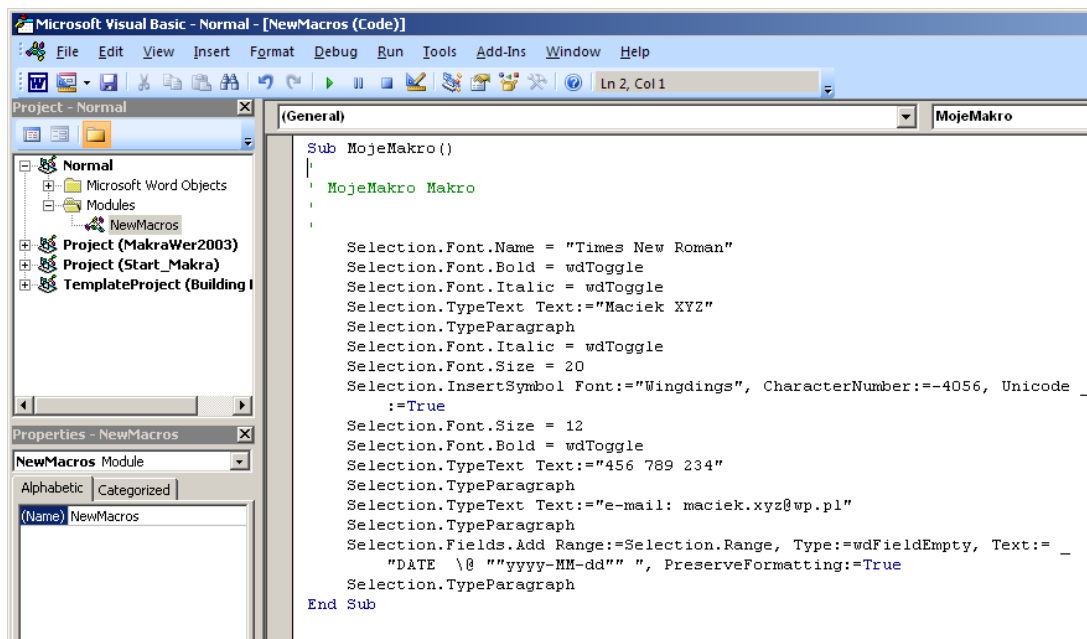 Microsoft Visual Basic - Normal - [NewMacros (Code)]
File Edit View Insert Format Debug Run Tools Add-Ins Window Help
Ln 2, Col 1
Project - Normal
(General)
MojeMakro
Normal
Microsoft Word Objects
Modules
NewMacros
Project (MakraWer2003)
Project (Start_Makra)
TemplateProject (Building
Properties - NewMacros
NewMacros Module
Alphabetic Categorized
(Name) NewMacros
Sub MojeMakro()
'
' MojeMakro Makro
'
'
Selection.Font.Name = "Times New Roman"
Selection.Font.Bold = wdToggle
Selection.Font.Italic = wdToggle
Selection.TypeText Text:="Maciek XYZ"
Selection.TypeParagraph
Selection.Font.Italic = wdToggle
Selection.Font.Size = 20
Selection.InsertSymbol Font:="Wingdings", CharacterNumber:=-4056, Unicode _
:=True
Selection.Font.Size = 12
Selection.Font.Bold = wdToggle
Selection.TypeText Text:="456 789 234"
Selection.TypeParagraph
Selection.TypeText Text:="e-mail: maciek.xyz@wp.pl"
Selection.TypeParagraph
Selection.Fields.Add Range:=Selection.Range, Type:=wdFieldEmpty, Text:= _
"DATE  \@ ""yyyy-MM-dd"" ", PreserveFormatting:=True
Selection.TypeParagraph
End Sub